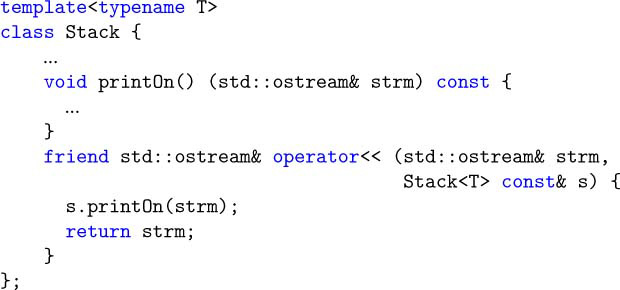 template<typename T>
class Stack {
...
void printOn() (std::ostream& strm) const {
...
}
friend std::ostream& operator<< (std::ostream& strm,
Stack<T> const& s) {
s.printOn(strm);
return strm;
}
};